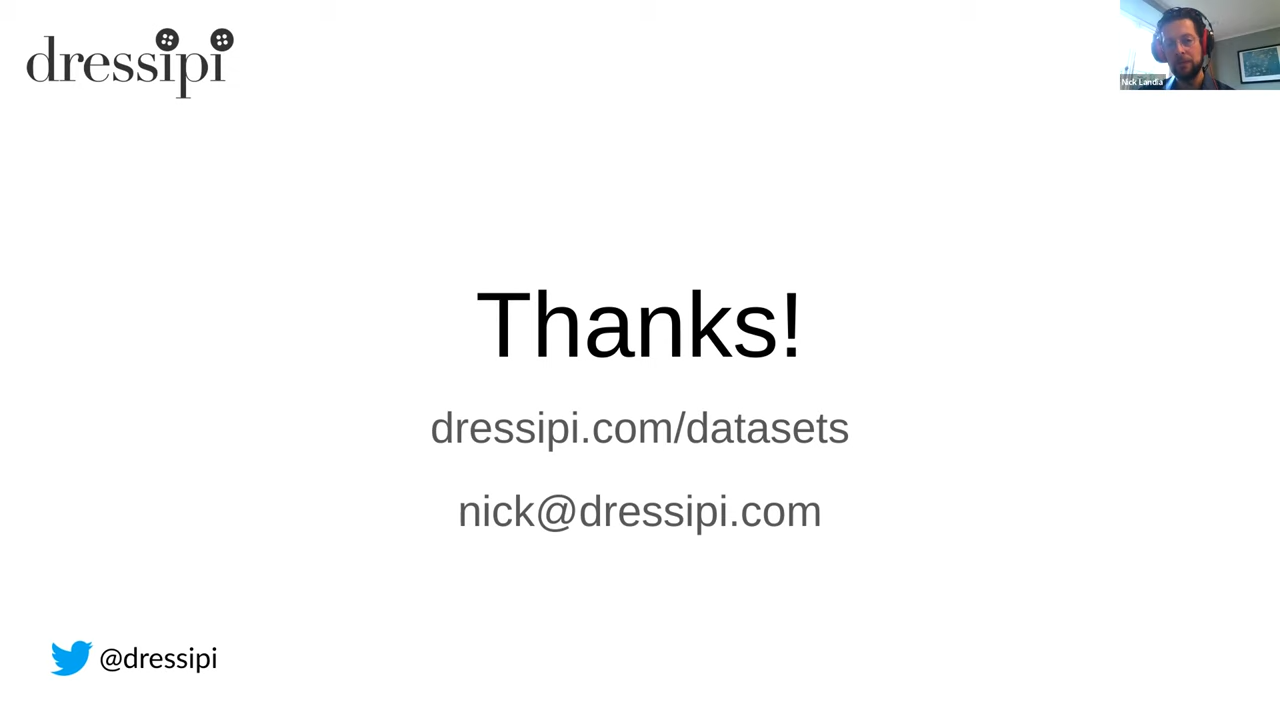 dressipi
Nick Landia
Thanks!
dressipi.com/datasets
nick@dressipi.com
@dressipi